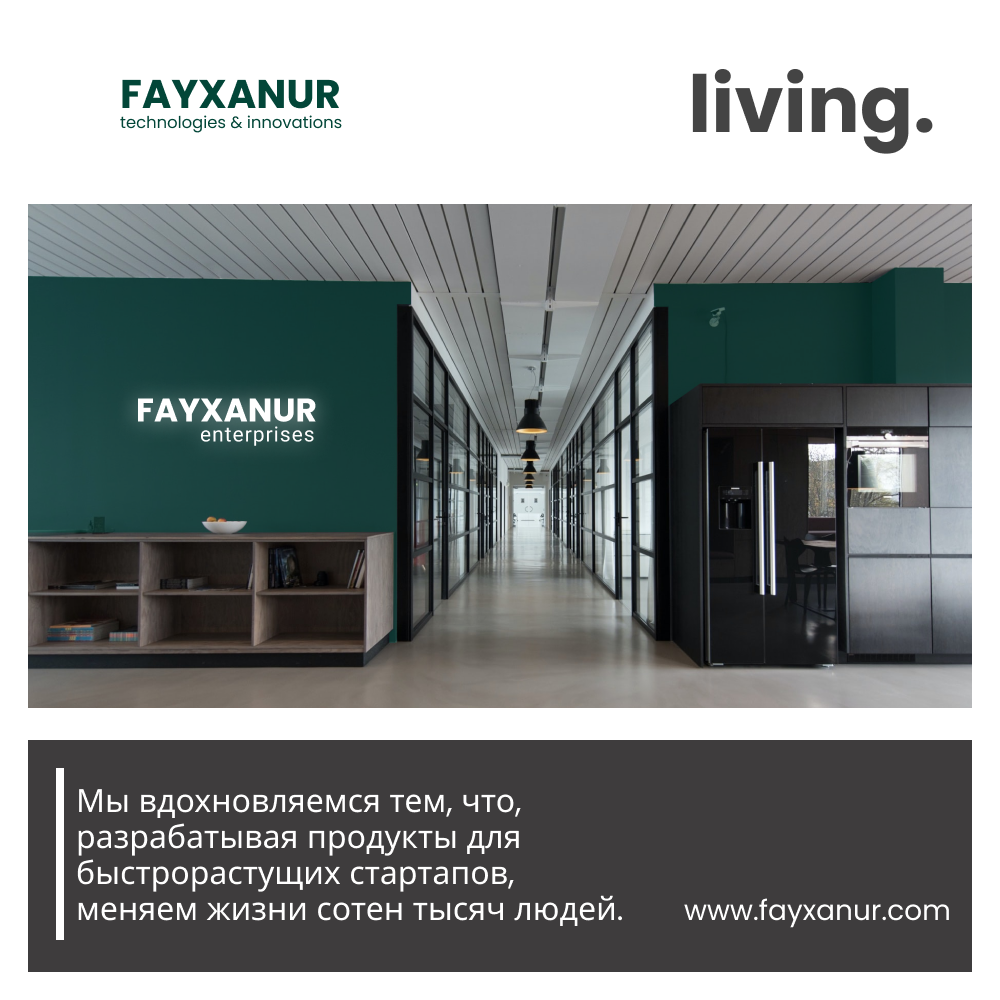 FAYXANUR
technologies & innovations
living.
FAYXANUR
enterprises
Мы вдохновляемся тем, что,
разрабатывая продукты для
быстрорастущих стартапов,
меняем жизни сотен тысяч людей.
www.fayxanur.com